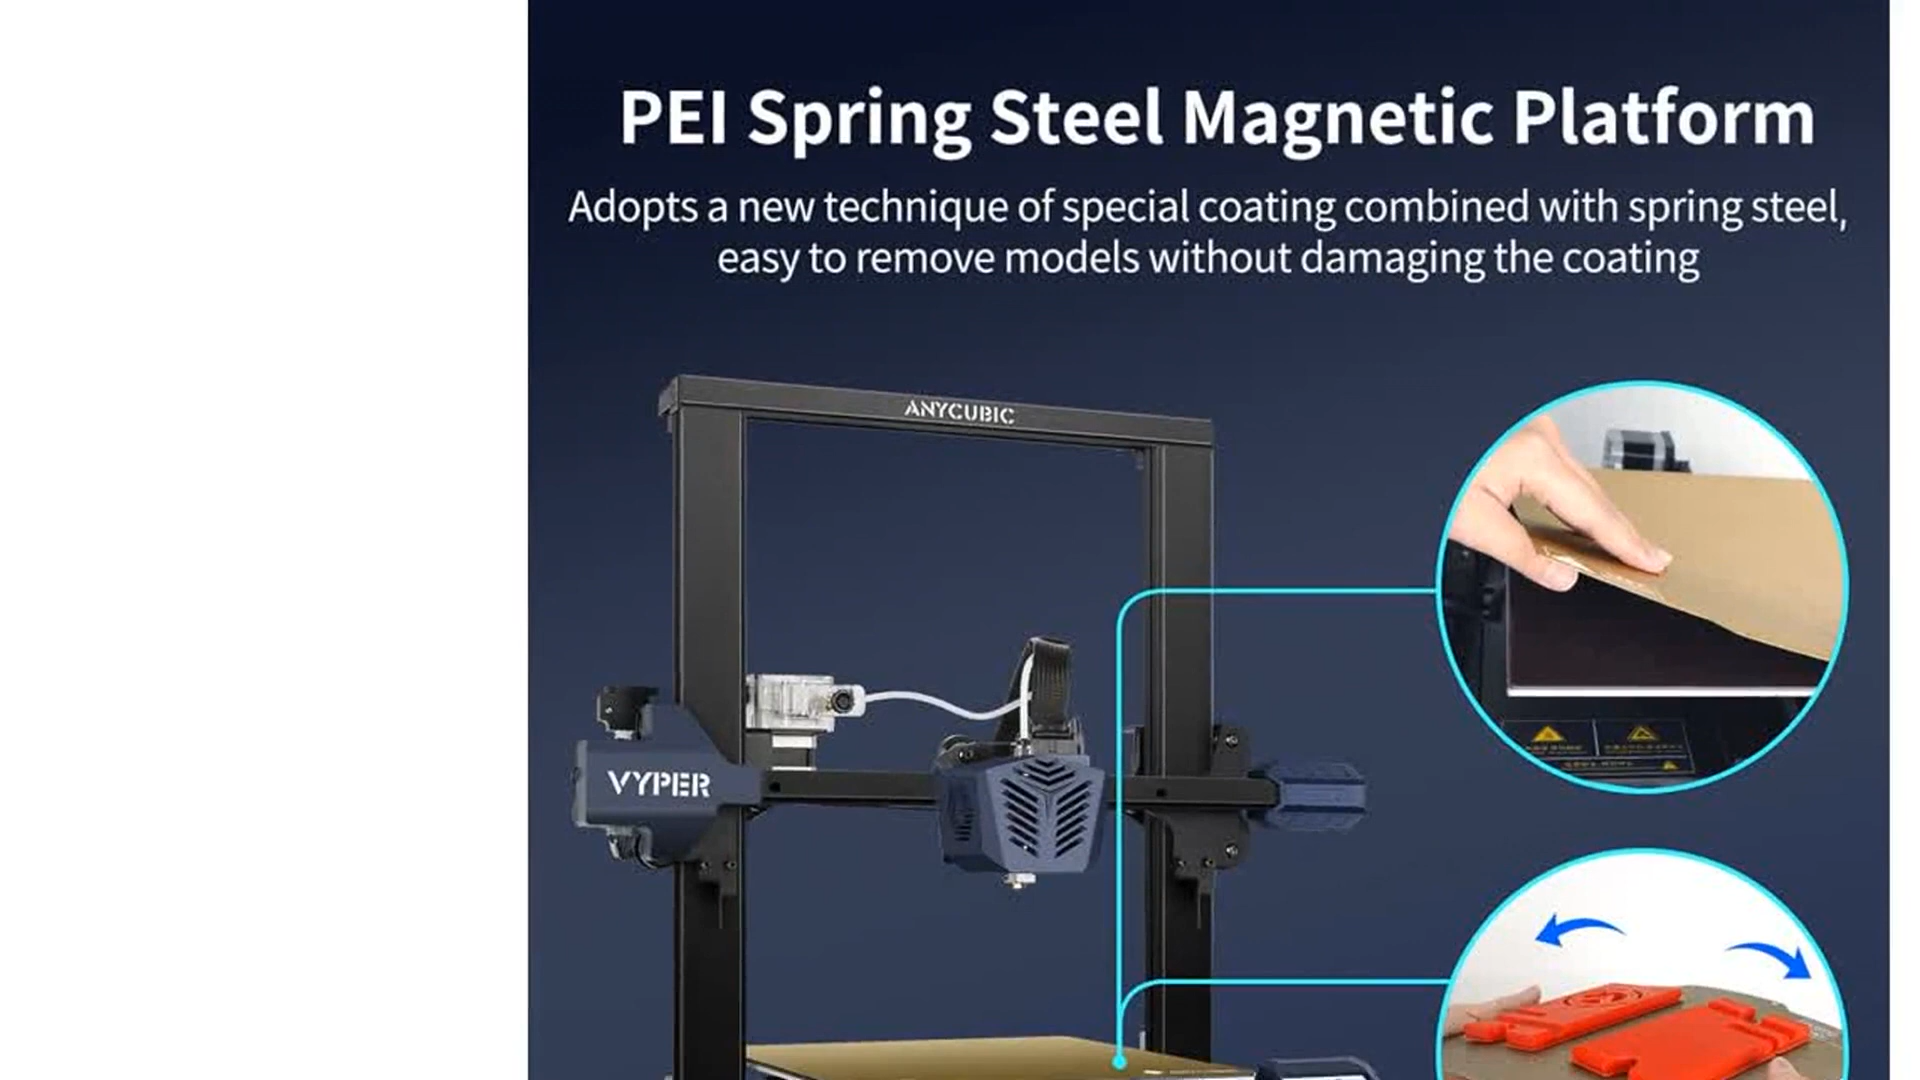 PEI Spring Steel Magnetic Platform
Adopts a new technique of special coating combined with spring steel,
easy to remove models without damaging the coating
ANYCUBIC
VYPER